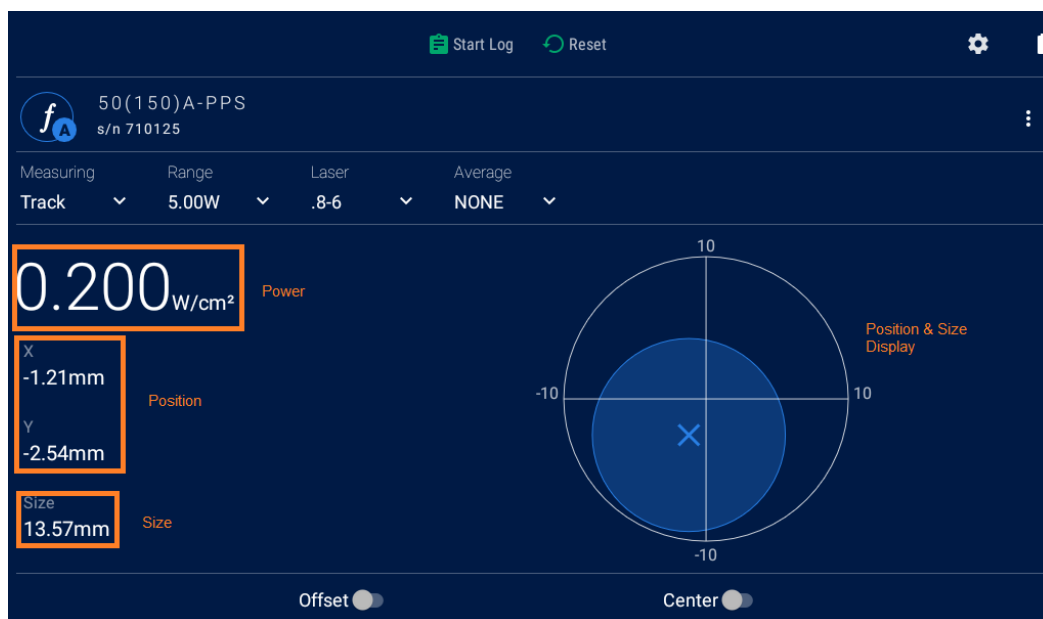 Start Log Reset
f A
50(150)A-PPS
s/n 710125
Measuring Range Laser Average
Track 5.00W .8-6 NONE
0.200 W/cm²
Power
X
-1.21mm
Position
Y
-2.54mm
Size
13.57mm
Size
10
-10
10
-10
Position & Size
Display
Offset Center